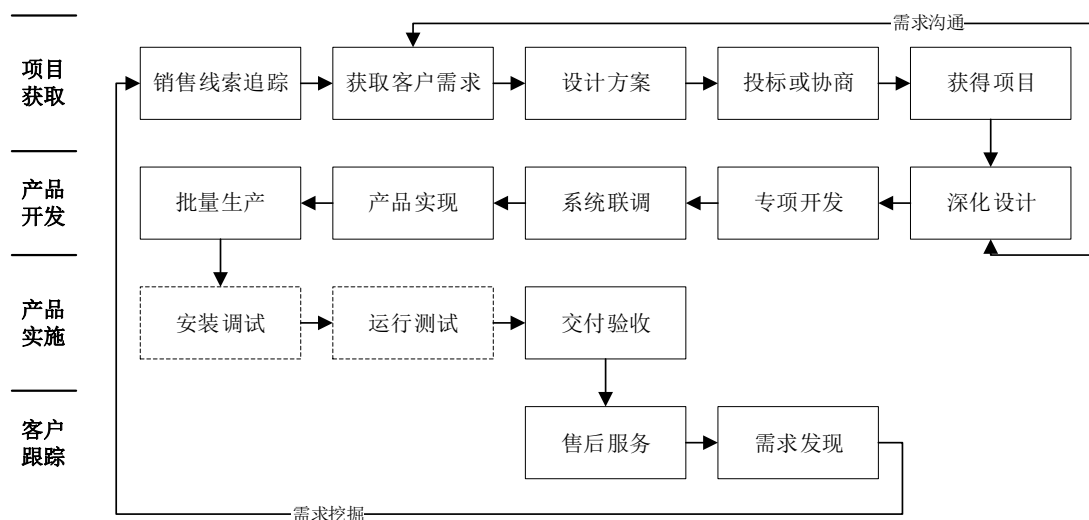 需求沟通
项目
获取
销售线索追踪
获取客户需求
设计方案
投标或协商
获得项目
产品
开发
批量生产
产品实现
系统联调
专项开发
深化设计
产品
实施
安装调试
运行测试
交付验收
客户
跟踪
售后服务
需求发现
需求挖掘